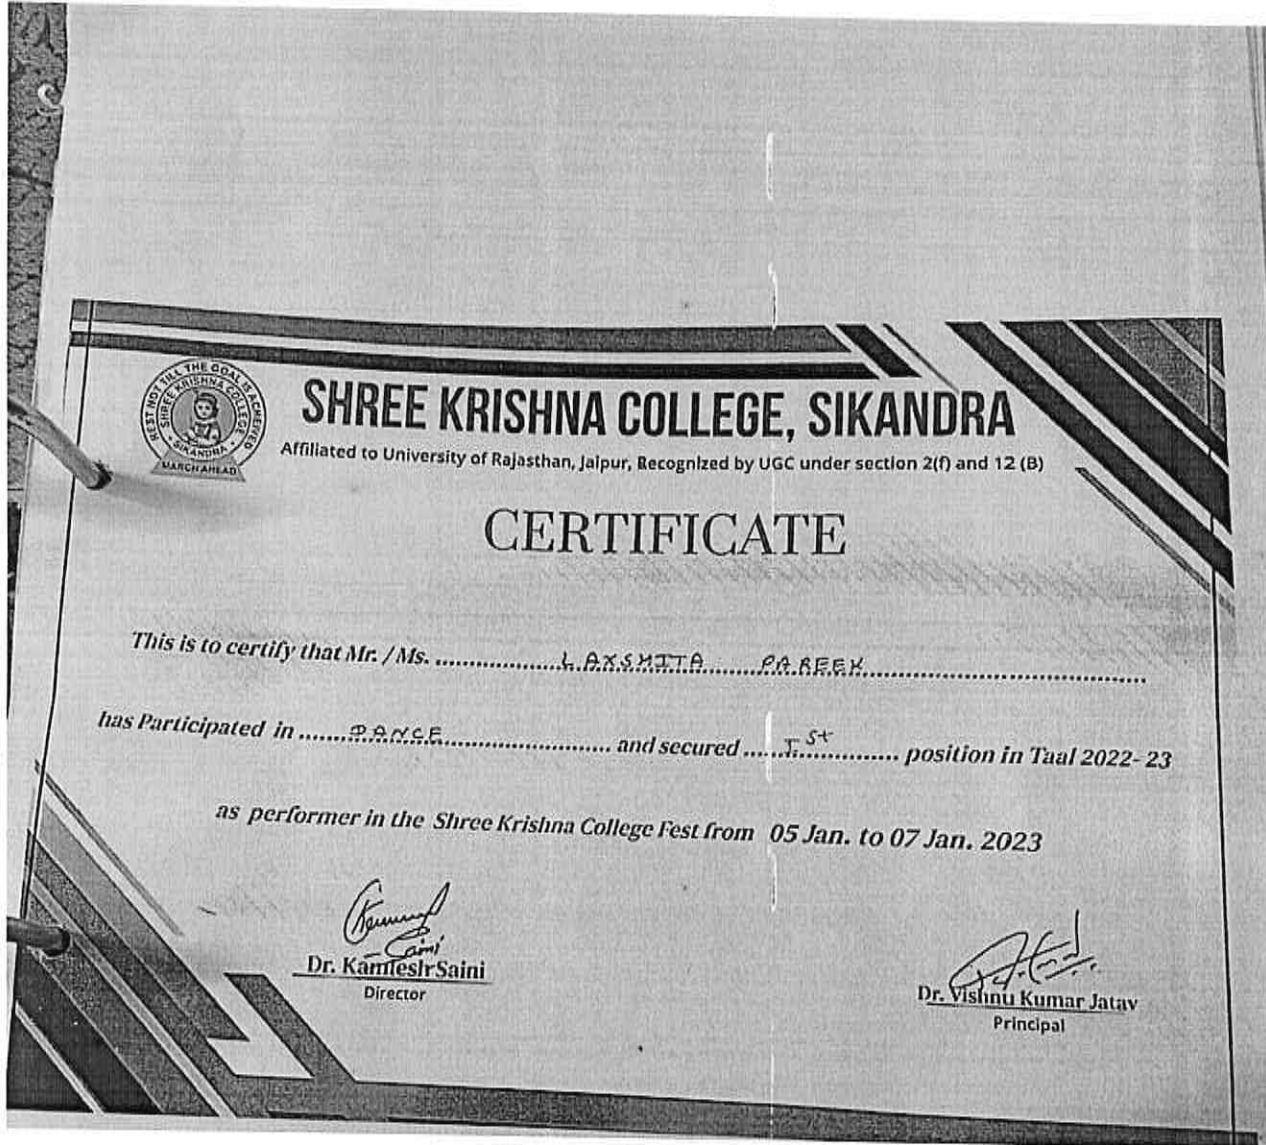 REST NOT TILL THE GOAL IS ACHIEVED
SHREE KRISHNA COLLEGE
SIKANDRA
MARCH AHEAD
SHREE KRISHNA COLLEGE, SIKANDRA
Affiliated to University of Rajasthan, Jaipur, Recognized by UGC under section 2(f) and 12 (B)
CERTIFICATE
This is to certify that Mr. / Ms. LAXSMITA PAREEK
has Participated in DANCE and secured Ist position in Taal 2022-23
as performer in the Shree Krishna College Fest from 05 Jan. to 07 Jan. 2023
Saini
Dr. Kamlesh Saini
Director
Dr. Vishnu Kumar Jatav
Principal